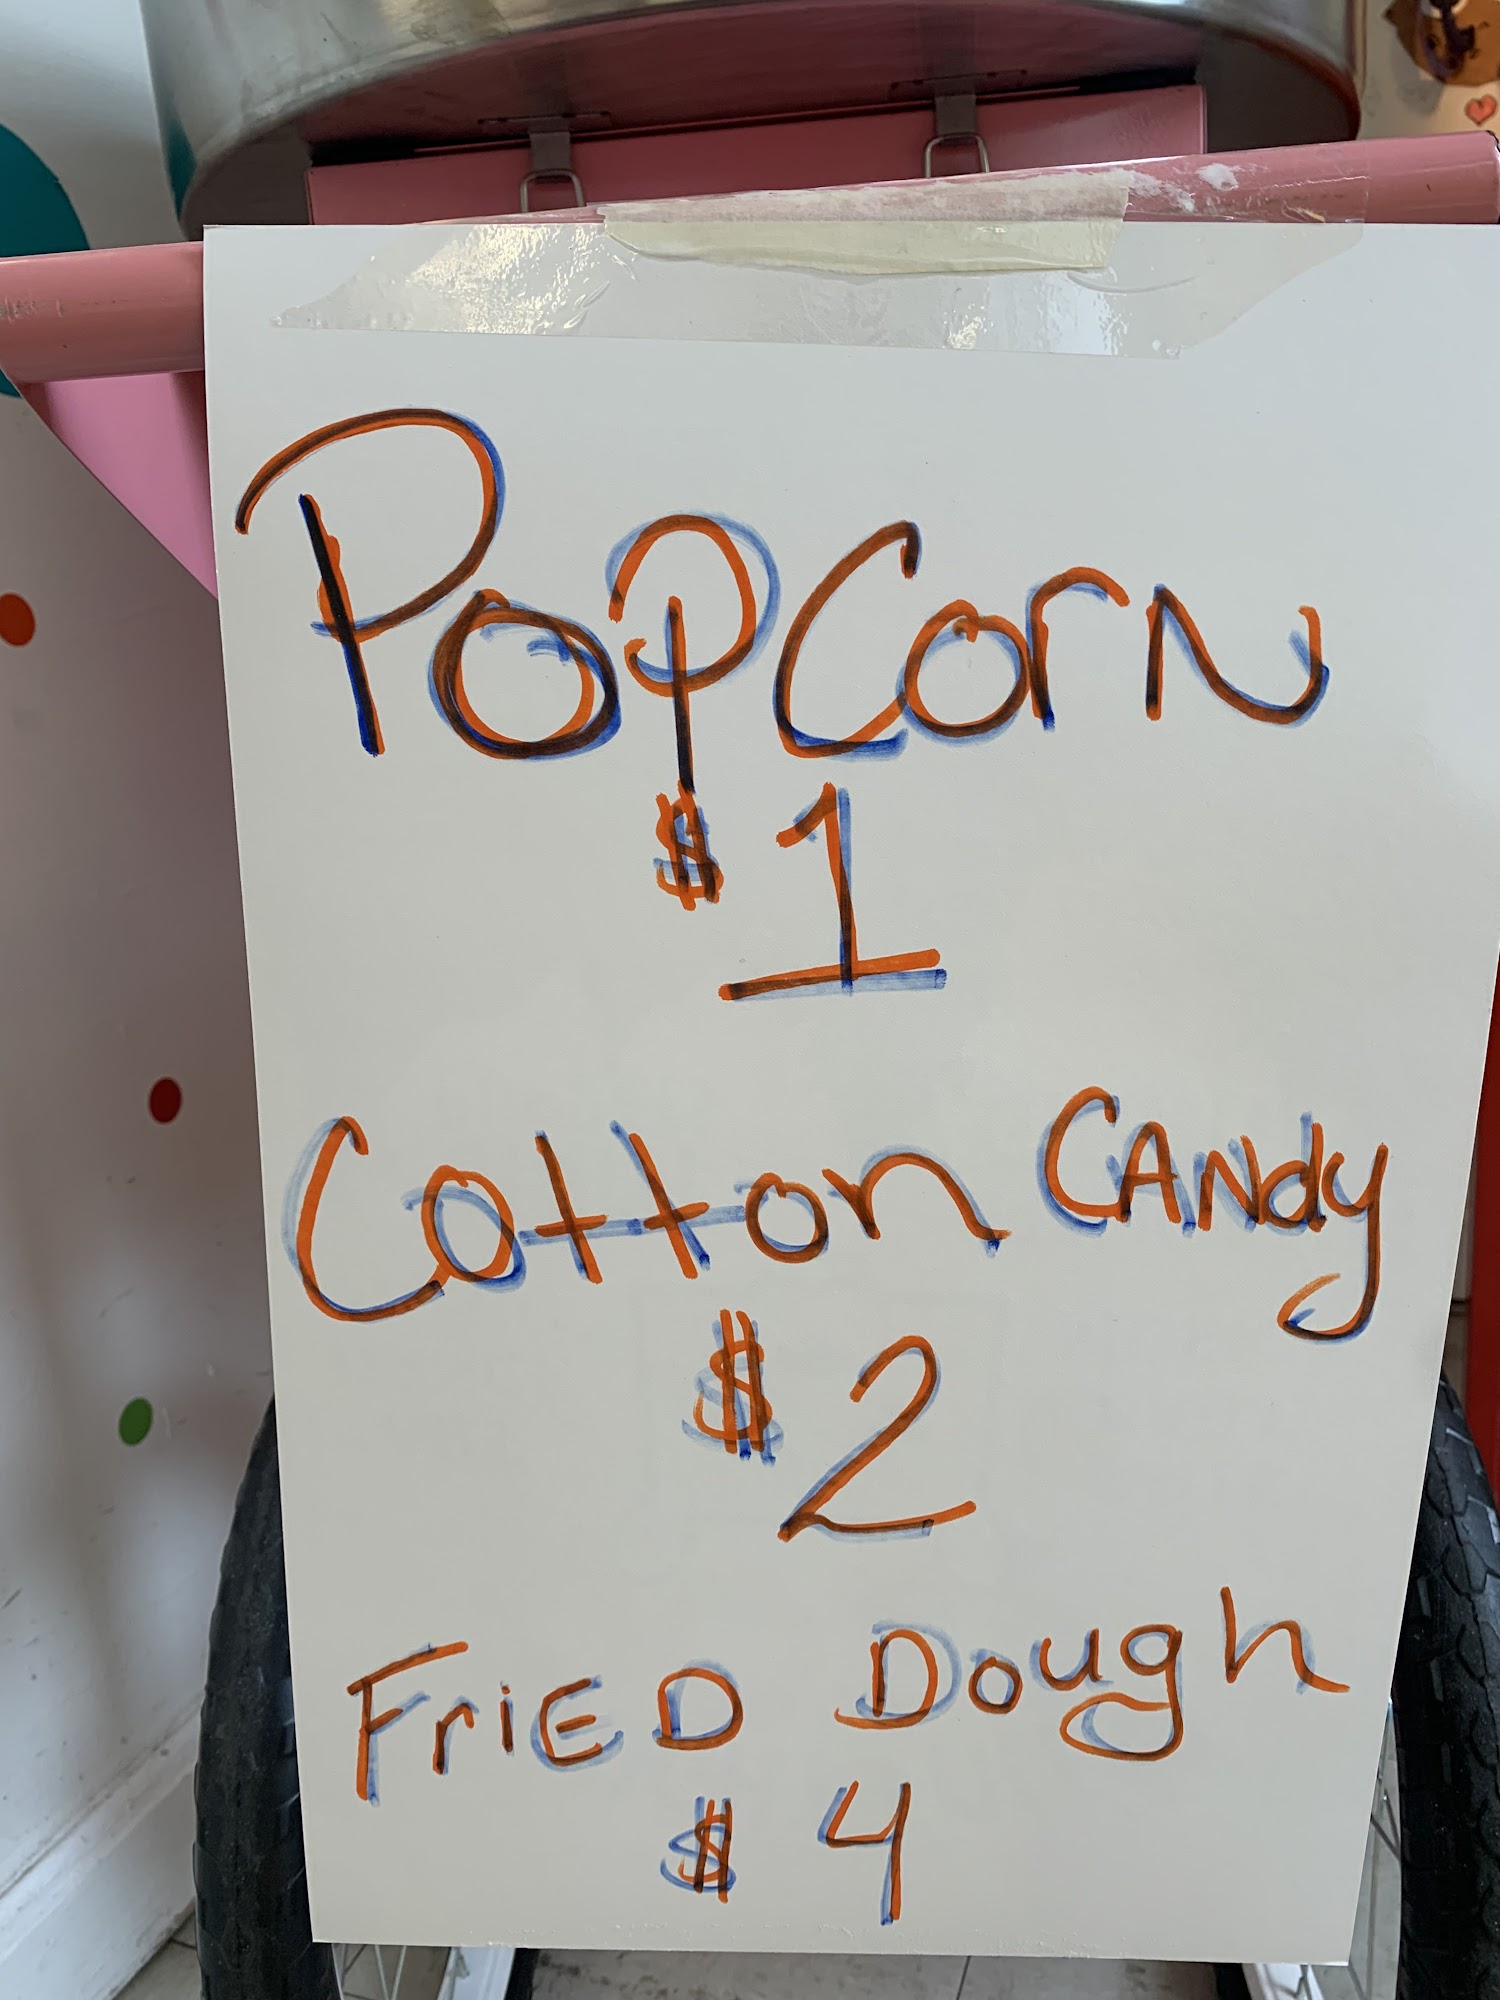 PoPCorn
$ 1
Cotton CANdy
$ 2
FriED Dough
$ 4